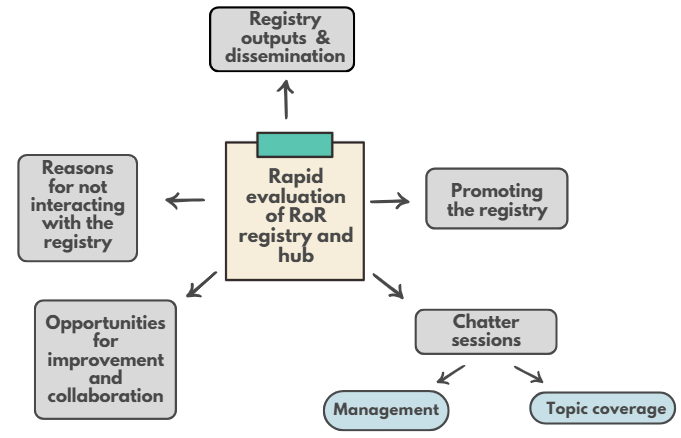 Registry
outputs &
dissemination
Reasons
for not
interacting
with the
registry
Rapid
evaluation
of RoR
registry and
hub
Promoting
the registry
Opportunities
for
improvement
and
collaboration
Chatter
sessions
Management
Topic coverage